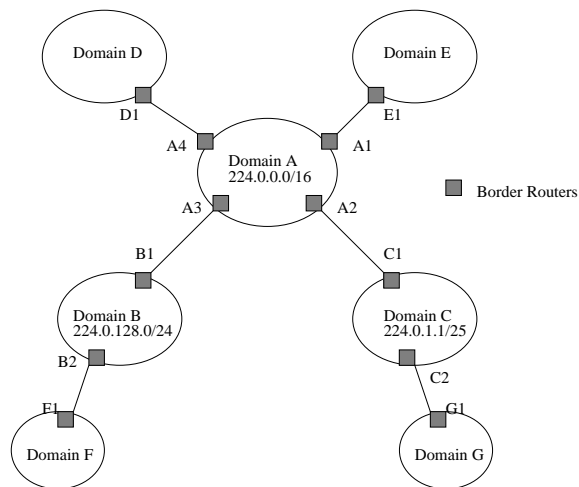 Domain D
Domain E
D1
E1
A4
A1
Domain A
224.0.0.0/16
Border Routers
A3
A2
B1
C1
Domain B
224.0.128.0/24
Domain C
224.0.1.1/25
B2
C2
F1
G1
Domain F
Domain G